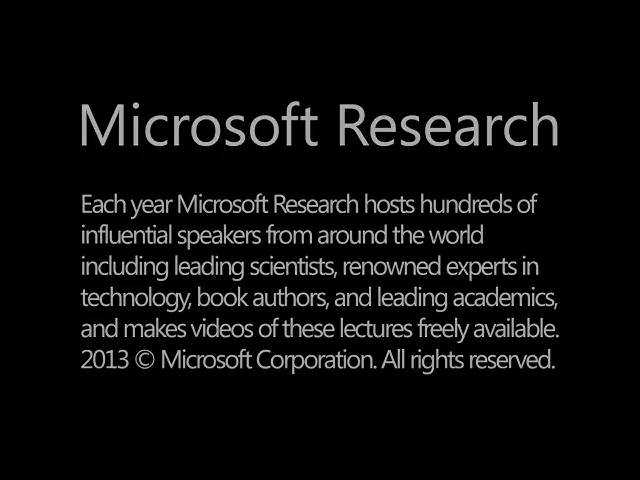 Microsoft Research
Each year Microsoft Research hosts hundreds of
influential speakers from around the world
including leading scientists, renowned experts in
technology, book authors, and leading academics,
and makes videos of these lectures freely available.
2013 © Microsoft Corporation. All rights reserved.